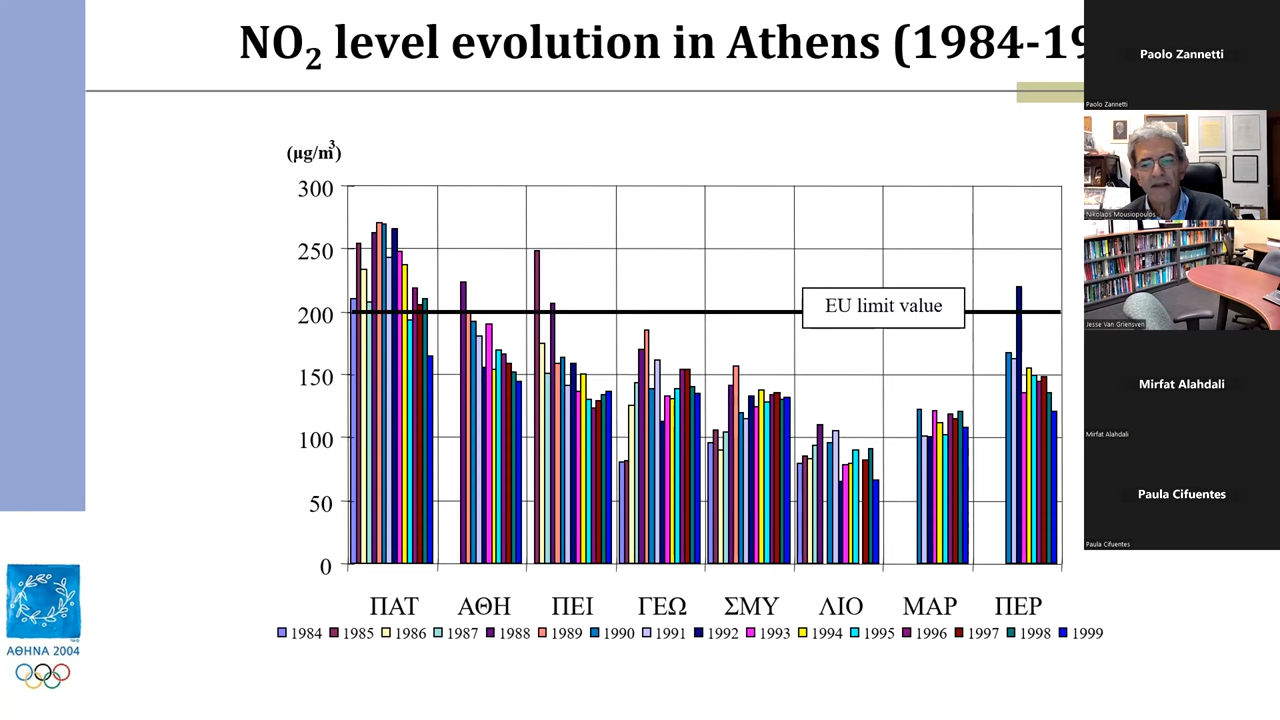 NO₂ level evolution in Athens (1984-19
(µg/m³)
300
250
200
150
100
50
0
EU limit value
ΠΑΤ ΑΘΗ ΠΕΙ ΓΕΩ ΣΜΥ ΛΙΟ ΜΑΡ ΠΕΡ
1984 1985 1986 1987 1988 1989 1990 1991 1992 1993 1994 1995 1996 1997 1998 1999
ΑΘΗΝΑ 2004
Paolo Zannetti
Paolo Zannetti
Nikolaos Mousiopoulos
Jesse Van Griensven
Mirfat Alahdali
Mirfat Alahdali
Paula Cifuentes
Paula Cifuentes